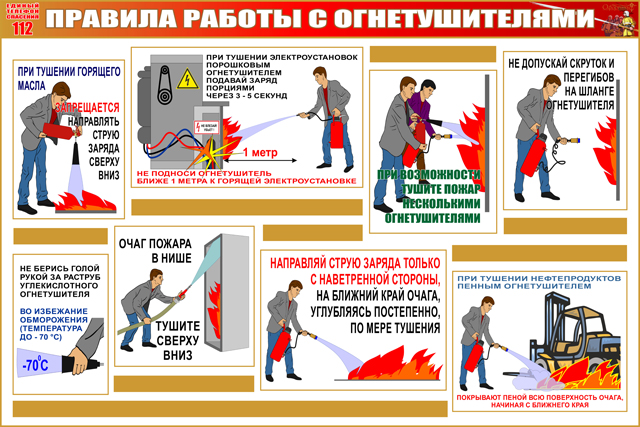 ЕДИНЫЙ
ТЕЛЕФОН
СПАСЕНИЯ
112
ПРАВИЛА РАБОТЫ С ОГНЕТУШИТЕЛЯМИ
ПРИ ТУШЕНИИ ГОРЯЩЕГО
МАСЛА
ЗАПРЕЩАЕТСЯ
НАПРАВЛЯТЬ
СТРУЮ
ЗАРЯДА
СВЕРХУ
ВНИЗ
ПРИ ТУШЕНИИ ЭЛЕКТРОУСТАНОВОК
ПОРОШКОВЫМ
ОГНЕТУШИТЕЛЕМ
ПОДАВАЙ ЗАРЯД
ПОРЦИЯМИ
ЧЕРЕЗ 3 - 5 СЕКУНД
1 метр
НЕ ПОДНОСИ ОГНЕТУШИТЕЛЬ
БЛИЖЕ 1 МЕТРА К ГОРЯЩЕЙ ЭЛЕКТРОУСТАНОВКЕ
ПРИ ВОЗМОЖНОСТИ
ТУШИТЕ ПОЖАР
НЕСКОЛЬКИМИ
ОГНЕТУШИТЕЛЯМИ
НЕ ДОПУСКАЙ СКРУТОК И
ПЕРЕГИБОВ
НА ШЛАНГЕ
ОГНЕТУШИТЕЛЯ
НЕ БЕРИСЬ ГОЛОЙ
РУКОЙ ЗА РАСТРУБ
УГЛЕКИСЛОТНОГО
ОГНЕТУШИТЕЛЯ
ВО ИЗБЕЖАНИЕ
ОБМОРОЖЕНИЯ
(ТЕМПЕРАТУРА
ДО - 70 °С)
-70°С
ОЧАГ ПОЖАРА
В НИШЕ
ТУШИТЕ
СВЕРХУ
ВНИЗ
НАПРАВЛЯЙ СТРУЮ ЗАРЯДА ТОЛЬКО
С НАВЕТРЕННОЙ СТОРОНЫ,
НА БЛИЖНИЙ КРАЙ ОЧАГА,
УГЛУБЛЯЯСЬ ПОСТЕПЕННО,
ПО МЕРЕ ТУШЕНИЯ
ПРИ ТУШЕНИИ НЕФТЕПРОДУКТОВ
ПЕННЫМ ОГНЕТУШИТЕЛЕМ
ПОКРЫВАЮТ ПЕНОЙ ВСЮ ПОВЕРХНОСТЬ ОЧАГА,
НАЧИНАЯ С БЛИЖНЕГО КРАЯ